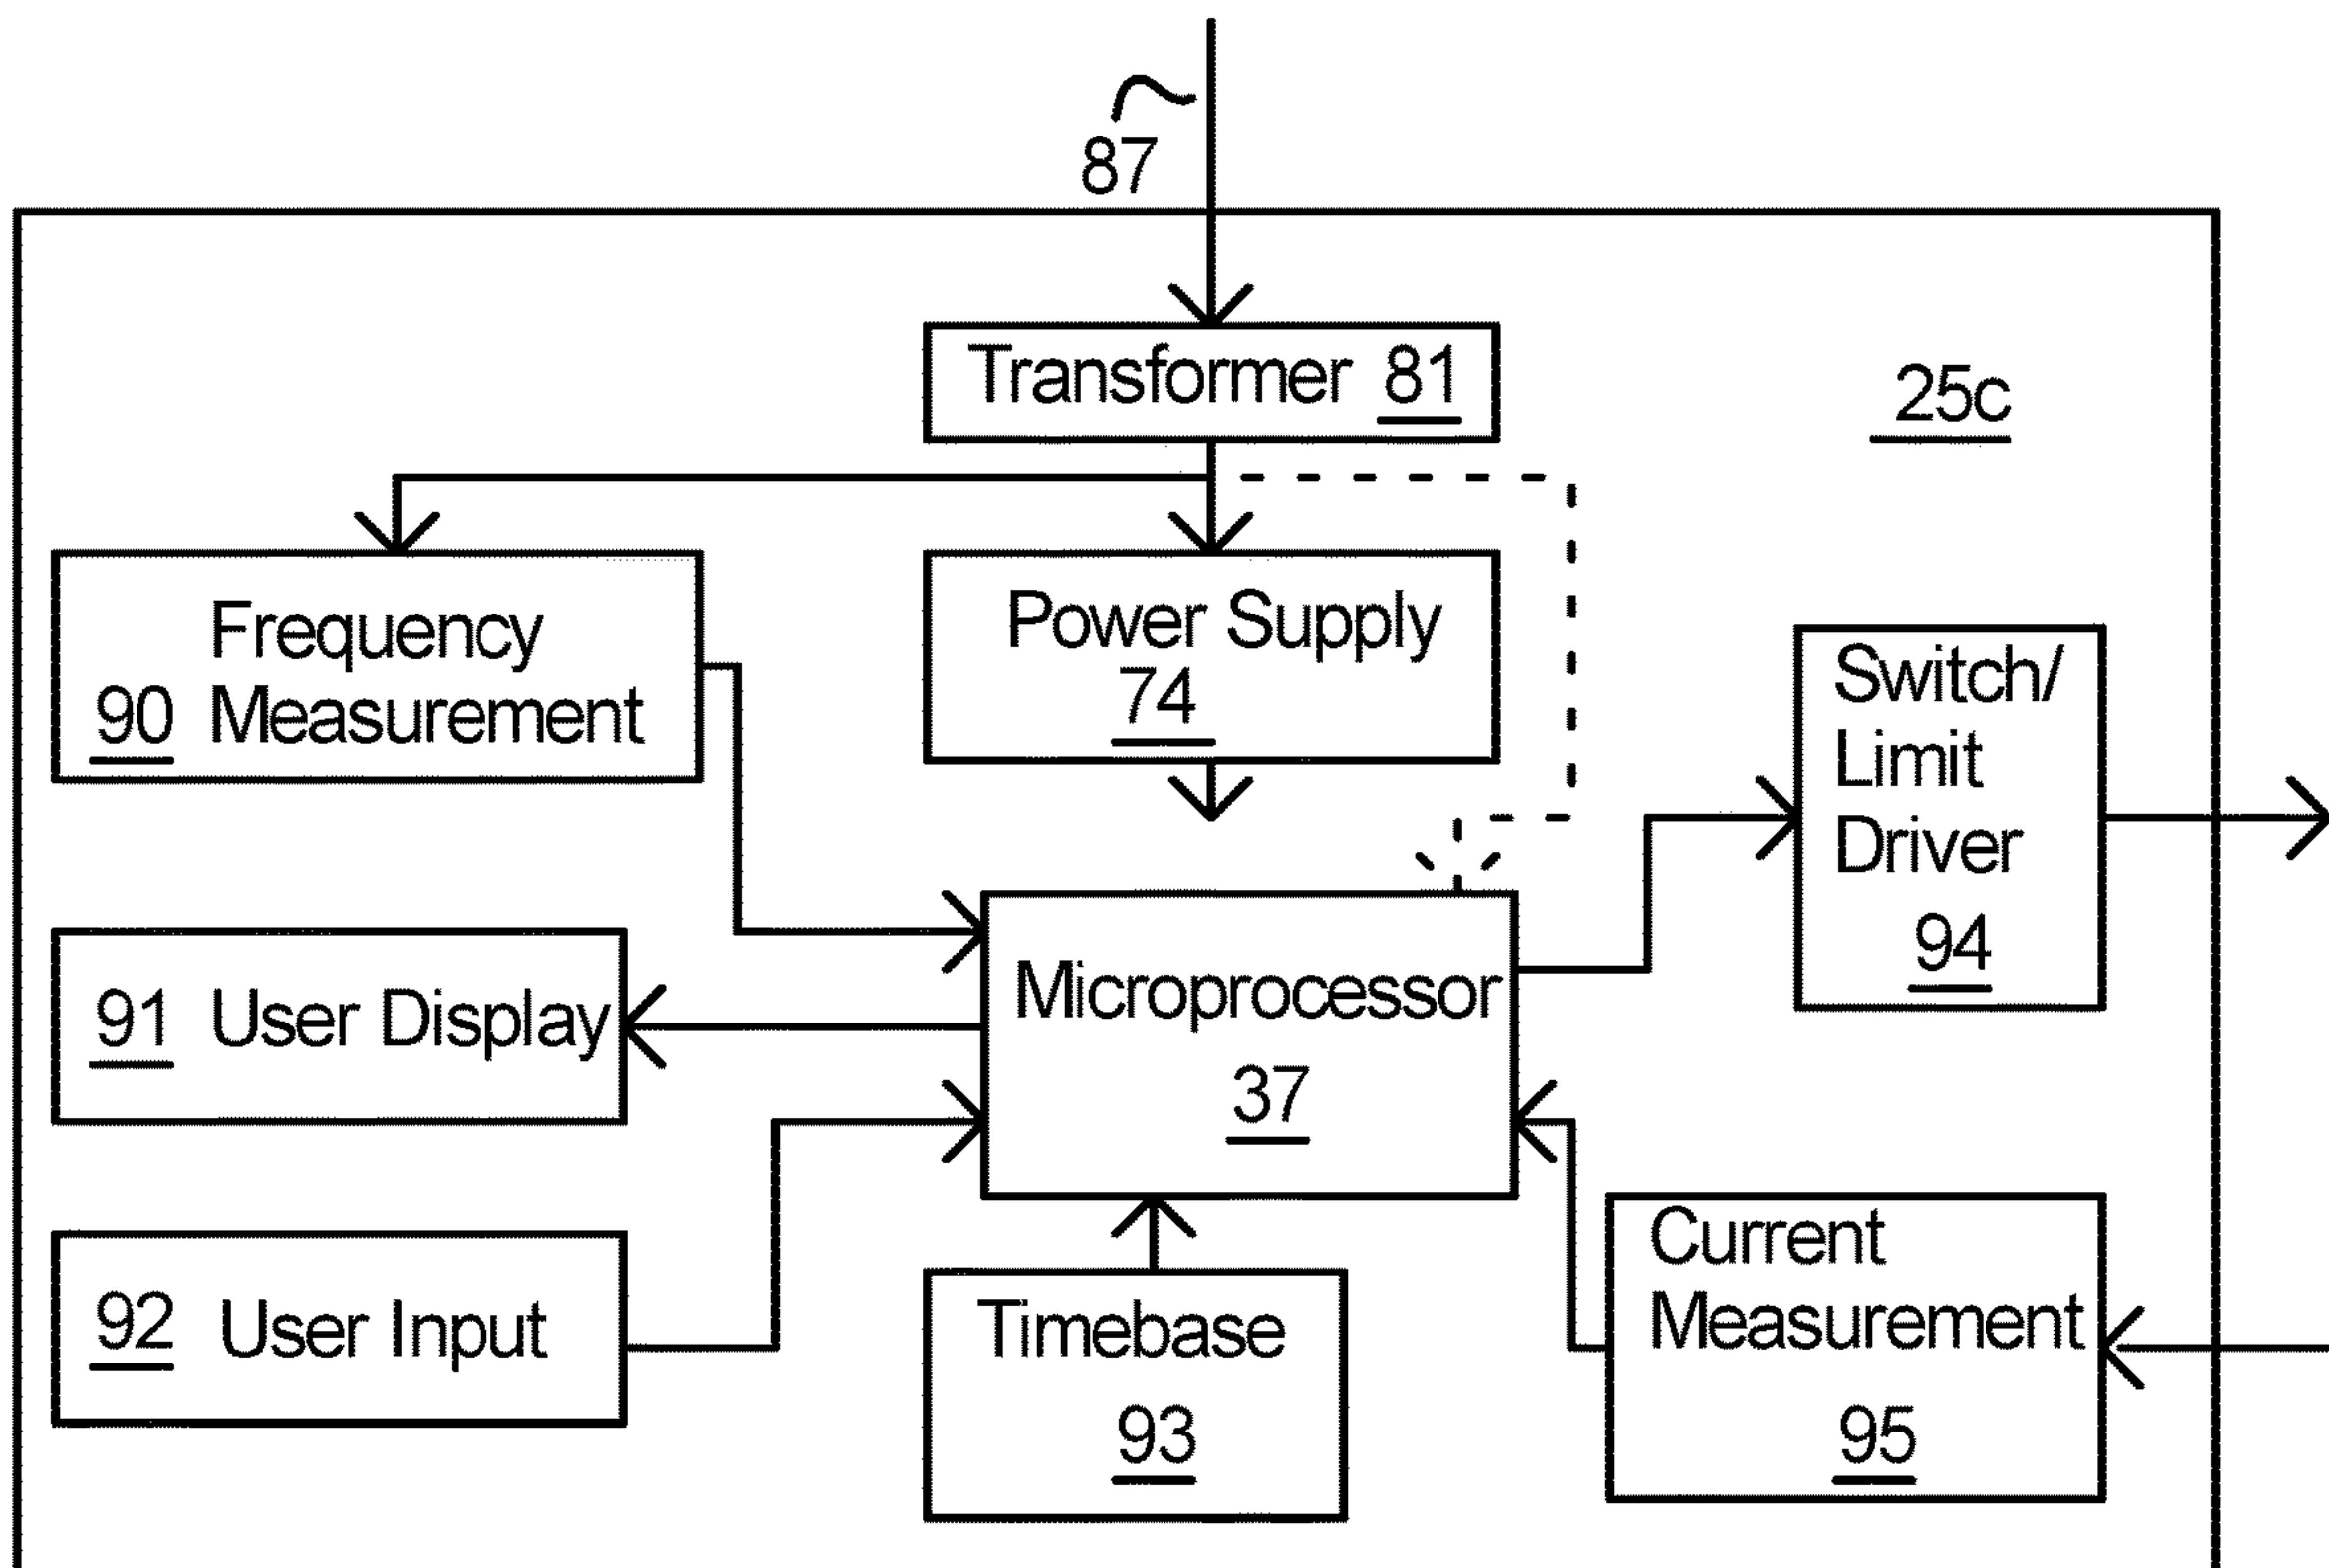 87
Transformer 81
25c
Frequency
90 Measurement
Power Supply
74
Switch/
Limit
Driver
94
91 User Display
Microprocessor
37
92 User Input
Timebase
93
Current
Measurement
95